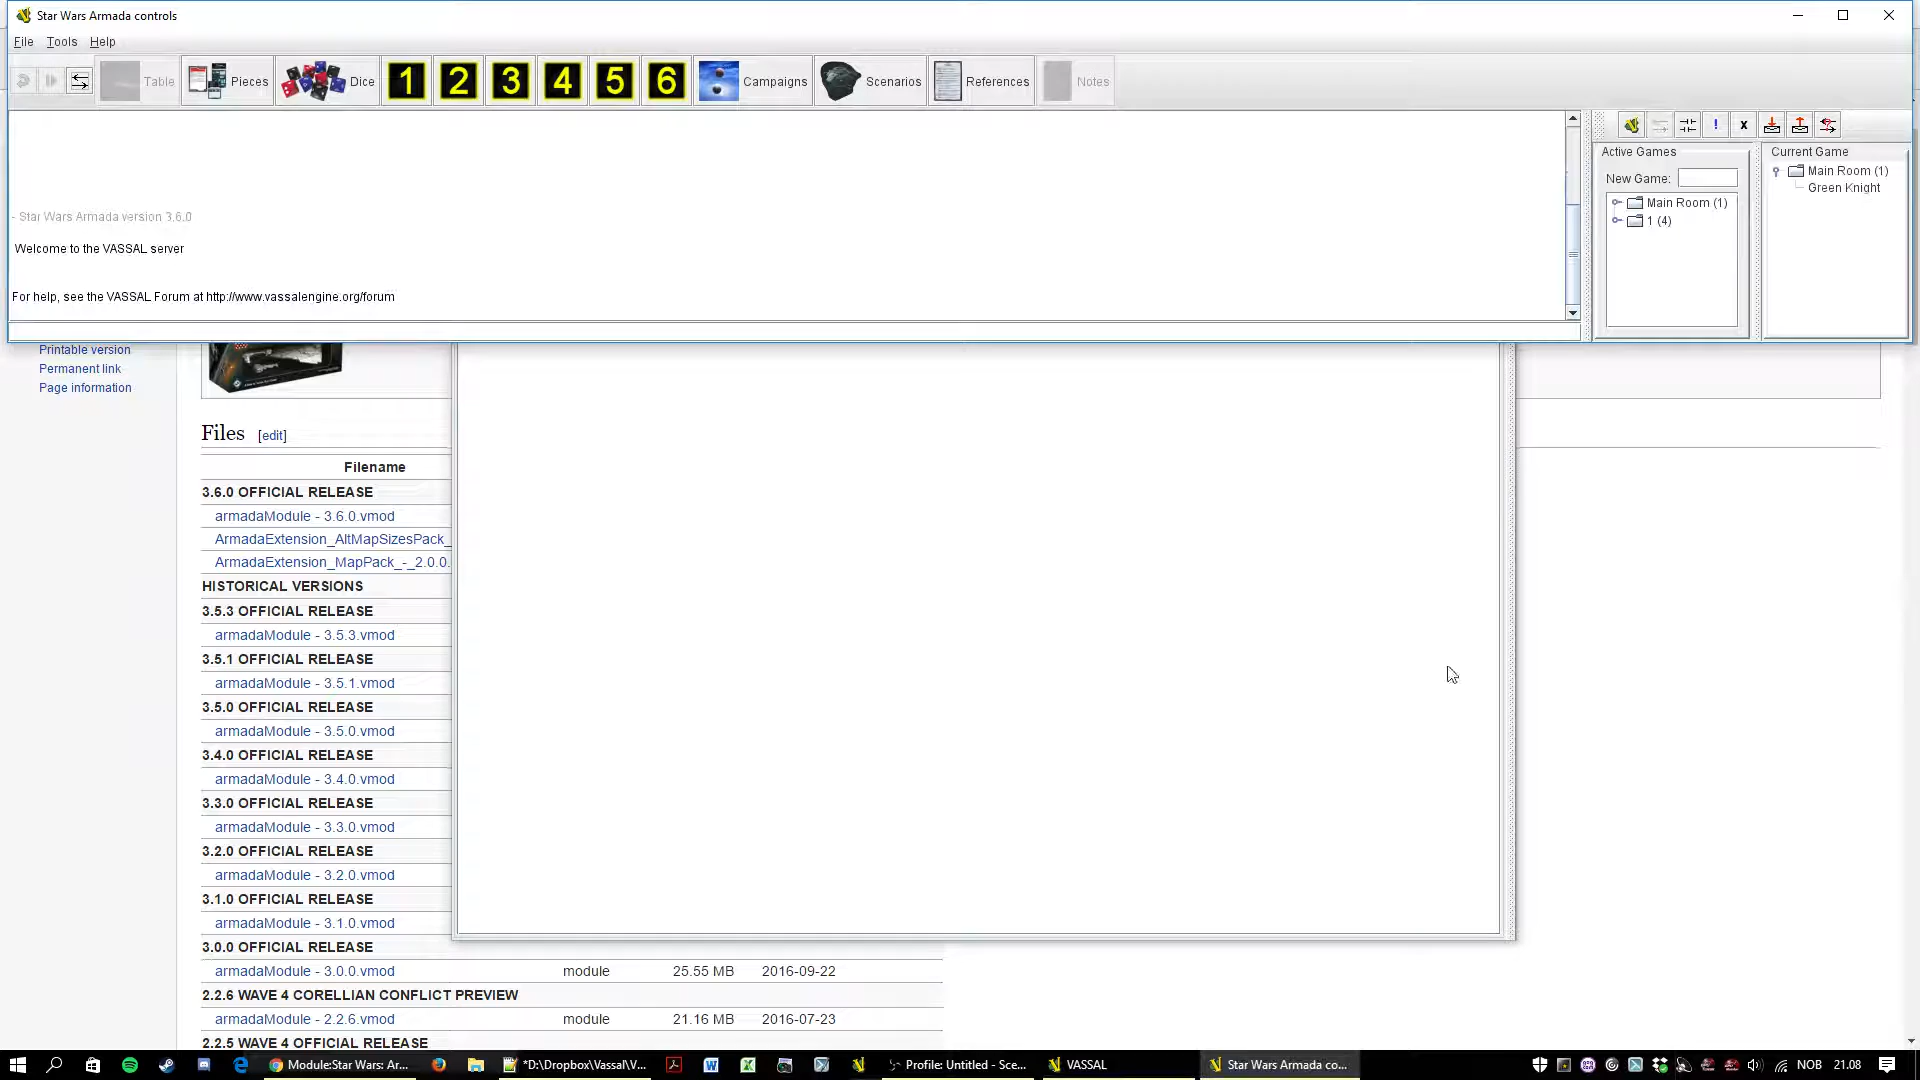 Star Wars Armada controls
File Tools Help
Table Pieces Dice 1 2 3 4 5 6 Campaigns Scenarios References Notes
- Star Wars Armada version 3.6.0
Welcome to the VASSAL server
For help, see the VASSAL Forum at http://www.vassalengine.org/forum
! x
Active Games
New Game:
Main Room (1)
1 (4)
Current Game
Main Room (1)
Green Knight
Printable version
Permanent link
Page information
Files [edit]
Filename
3.6.0 OFFICIAL RELEASE
armadaModule - 3.6.0.vmod
ArmadaExtension_AltMapSizesPack_
ArmadaExtension_MapPack_-_2.0.0.
HISTORICAL VERSIONS
3.5.3 OFFICIAL RELEASE
armadaModule - 3.5.3.vmod
3.5.1 OFFICIAL RELEASE
armadaModule - 3.5.1.vmod
3.5.0 OFFICIAL RELEASE
armadaModule - 3.5.0.vmod
3.4.0 OFFICIAL RELEASE
armadaModule - 3.4.0.vmod
3.3.0 OFFICIAL RELEASE
armadaModule - 3.3.0.vmod
3.2.0 OFFICIAL RELEASE
armadaModule - 3.2.0.vmod
3.1.0 OFFICIAL RELEASE
armadaModule - 3.1.0.vmod
3.0.0 OFFICIAL RELEASE
armadaModule - 3.0.0.vmod module 25.55 MB 2016-09-22
2.2.6 WAVE 4 CORELLIAN CONFLICT PREVIEW
armadaModule - 2.2.6.vmod module 21.16 MB 2016-07-23
2.2.5 WAVE 4 OFFICIAL RELEASE
Module:Star Wars: Ar... *D:\Dropbox\Vassal\V... Profile: Untitled - Sce... VASSAL Star Wars Armada co... NOB 21.08